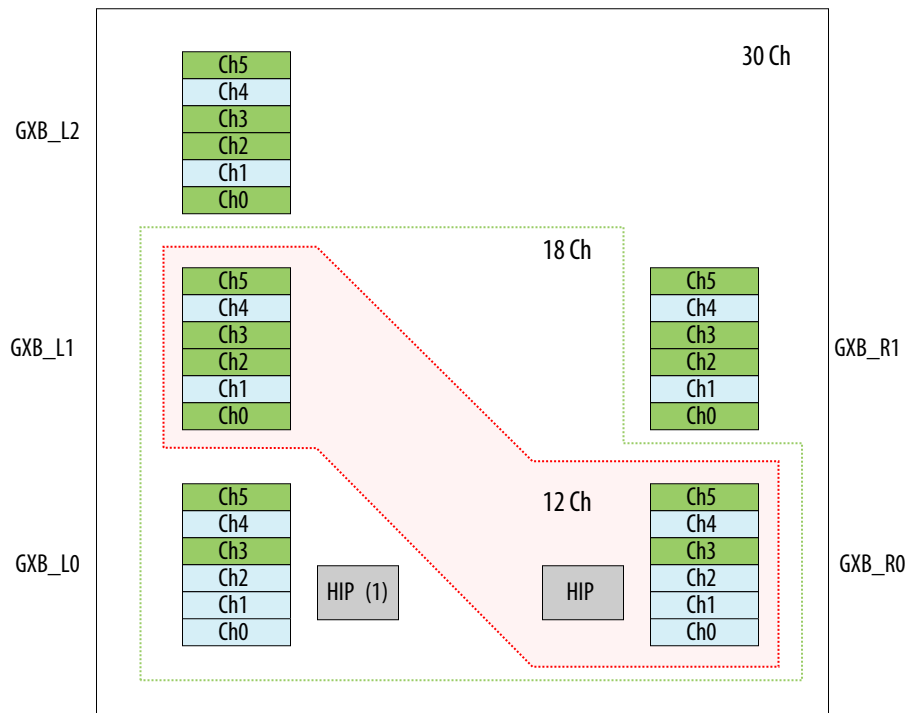 30 Ch
GXB_L2
Ch5
Ch4
Ch3
Ch2
Ch1
Ch0
18 Ch
GXB_L1
Ch5
Ch4
Ch3
Ch2
Ch1
Ch0
Ch5
Ch4
Ch3
Ch2
Ch1
Ch0
GXB_R1
12 Ch
GXB_L0
Ch5
Ch4
Ch3
Ch2
Ch1
Ch0
HIP (1)
HIP
Ch5
Ch4
Ch3
Ch2
Ch1
Ch0
GXB_R0